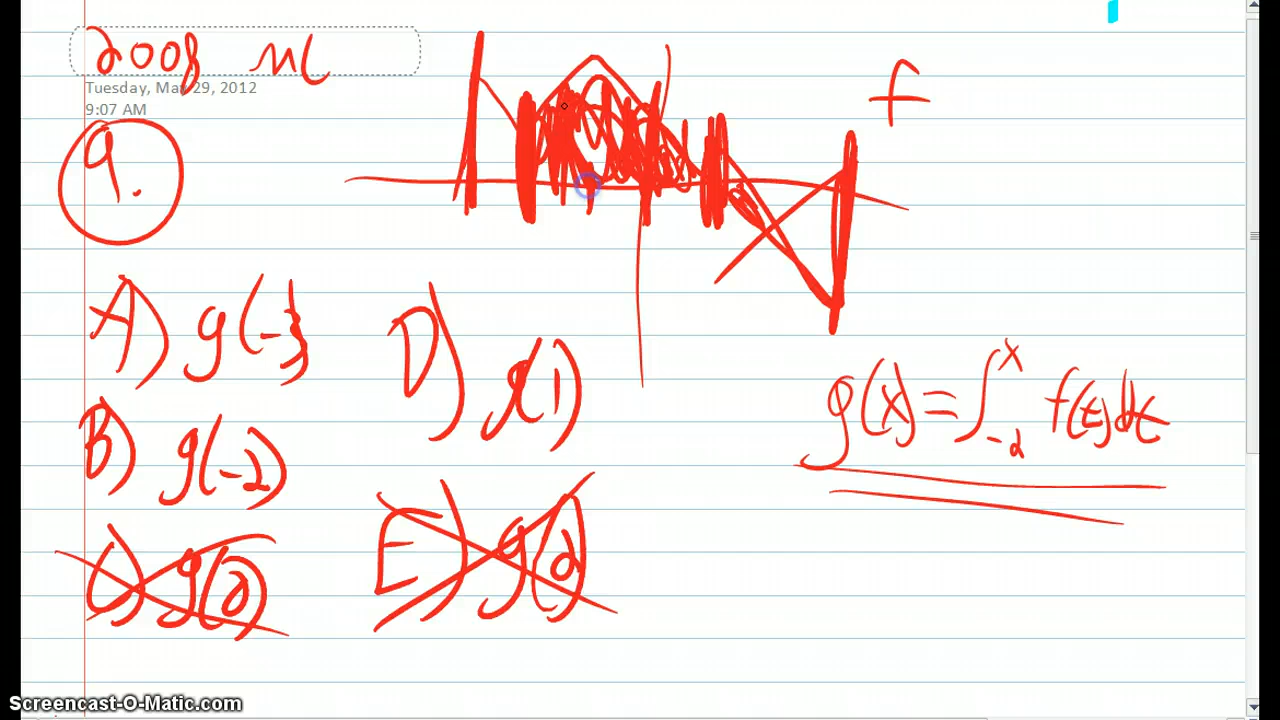 2008 MC
Tuesday, May 29, 2012
9:07 AM
9.
f
A) g(-3)
D) g(1)
g(x) = ∫_{-2}^{x} f(t)dt
B) g(-2)
C) g(0)
E) g(2)
Screencast-O-Matic.com